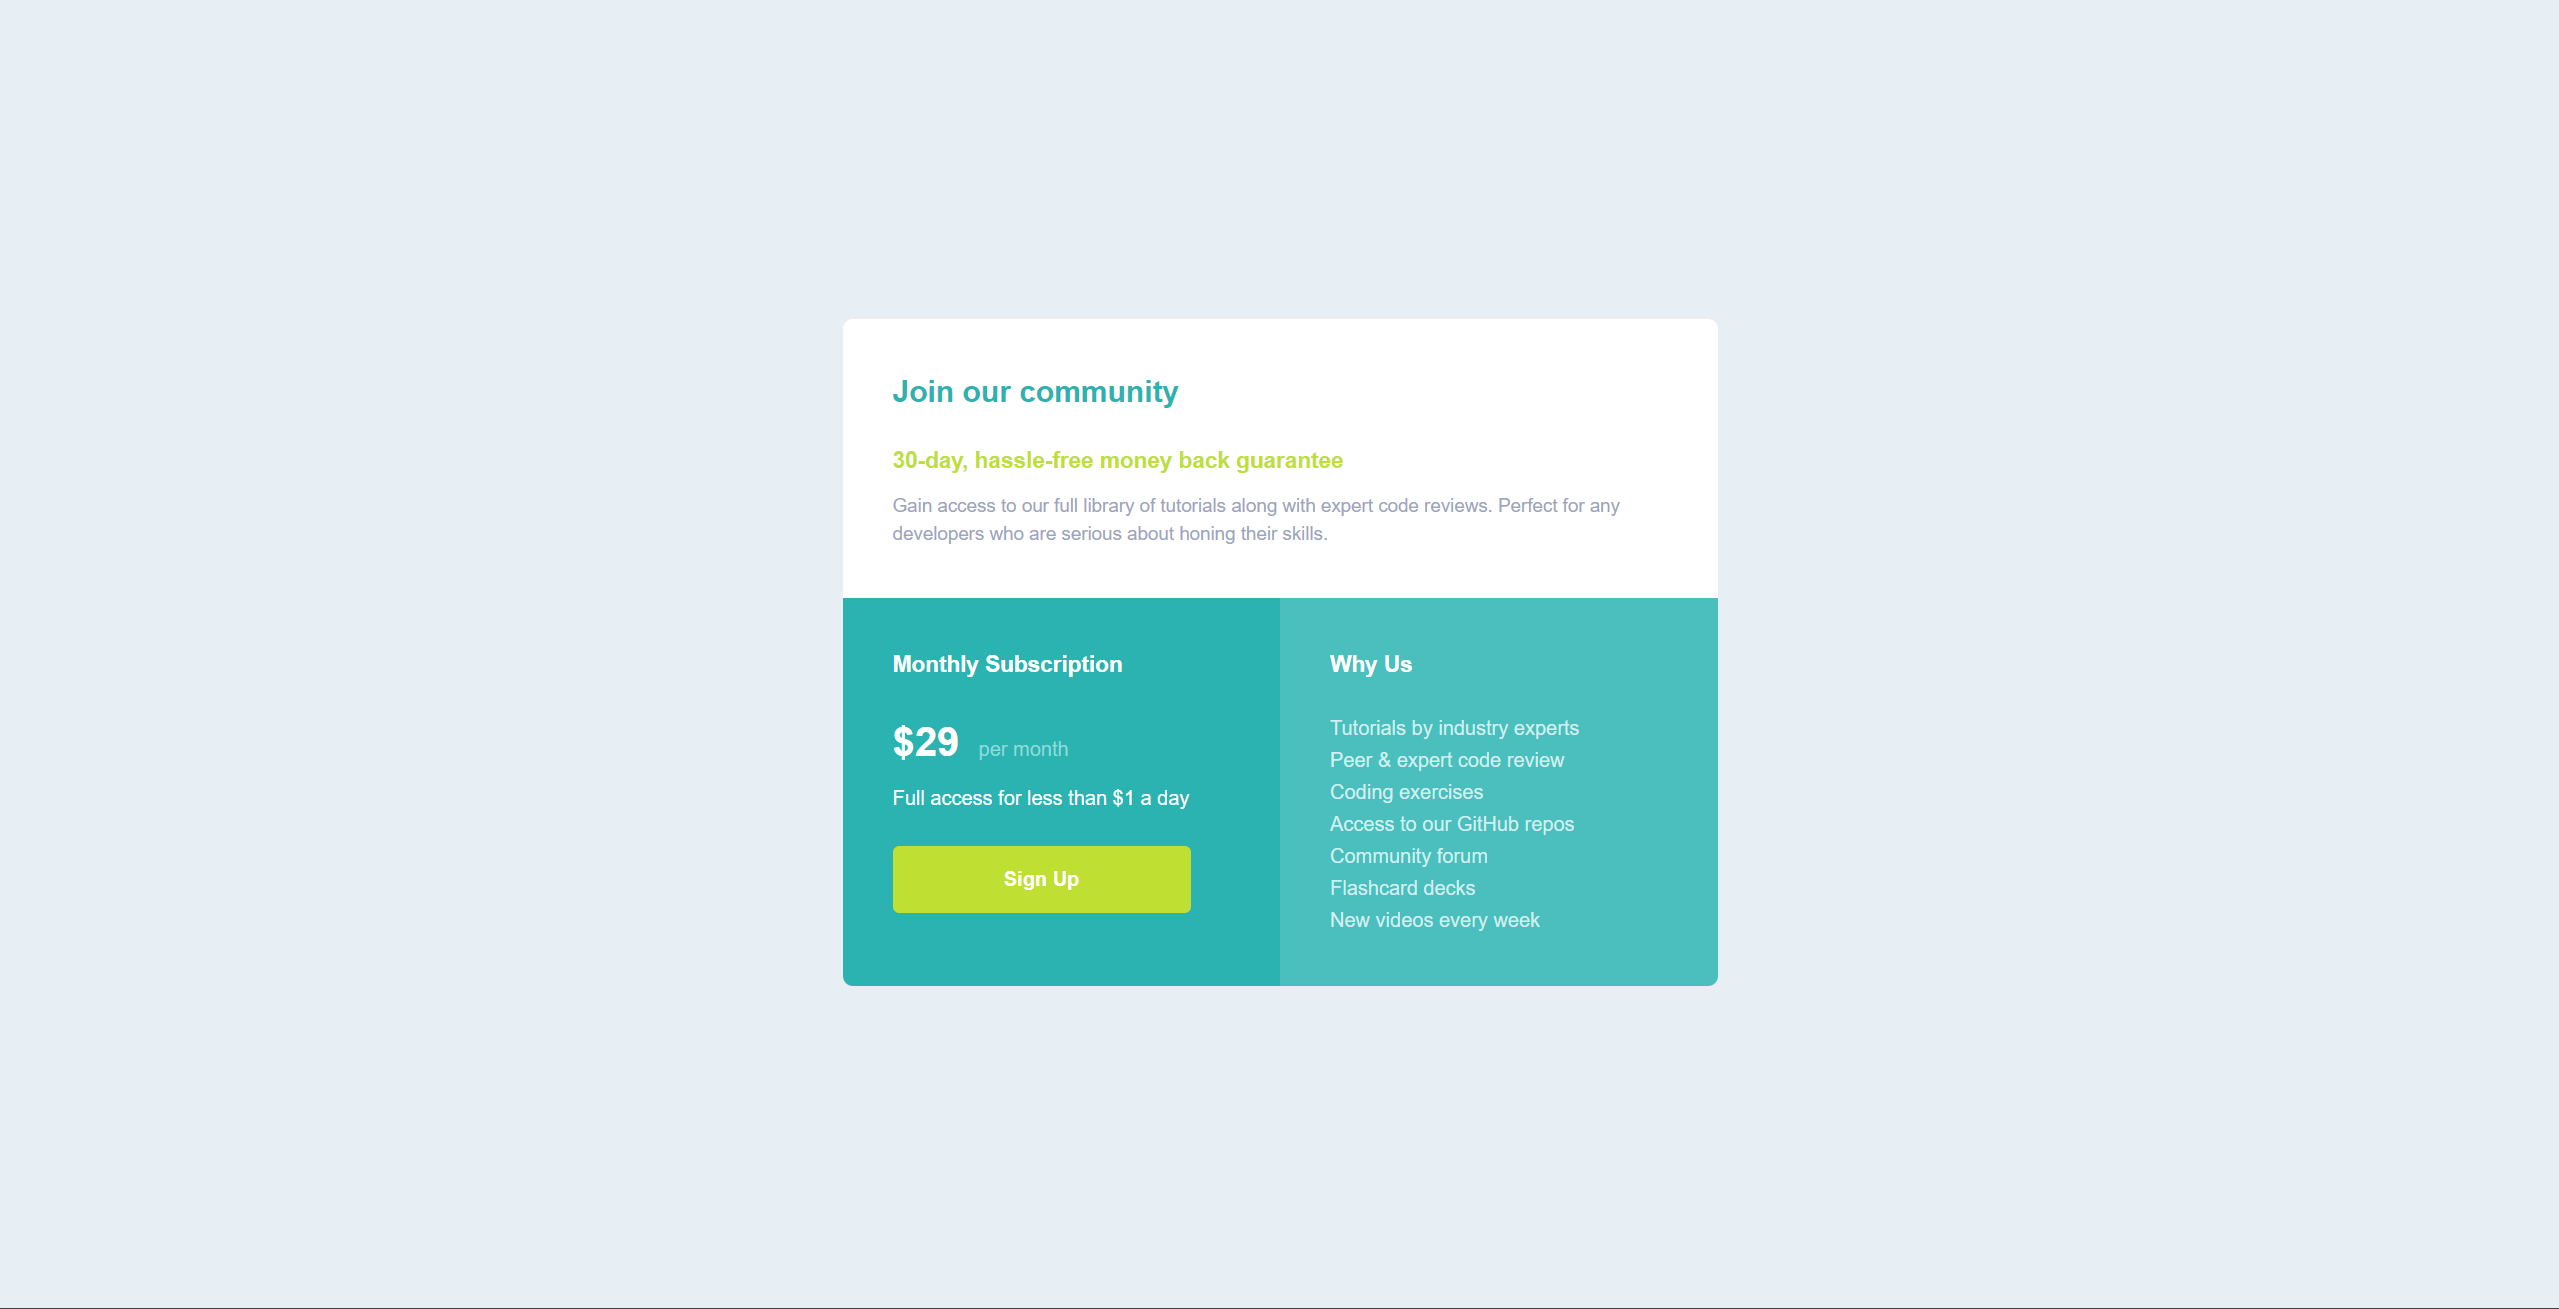 Join our community
30-day, hassle-free money back guarantee
Gain access to our full library of tutorials along with expert code reviews. Perfect for any
developers who are serious about honing their skills.
Monthly Subscription
$29 per month
Full access for less than $1 a day
Sign Up
Why Us
Tutorials by industry experts
Peer & expert code review
Coding exercises
Access to our GitHub repos
Community forum
Flashcard decks
New videos every week